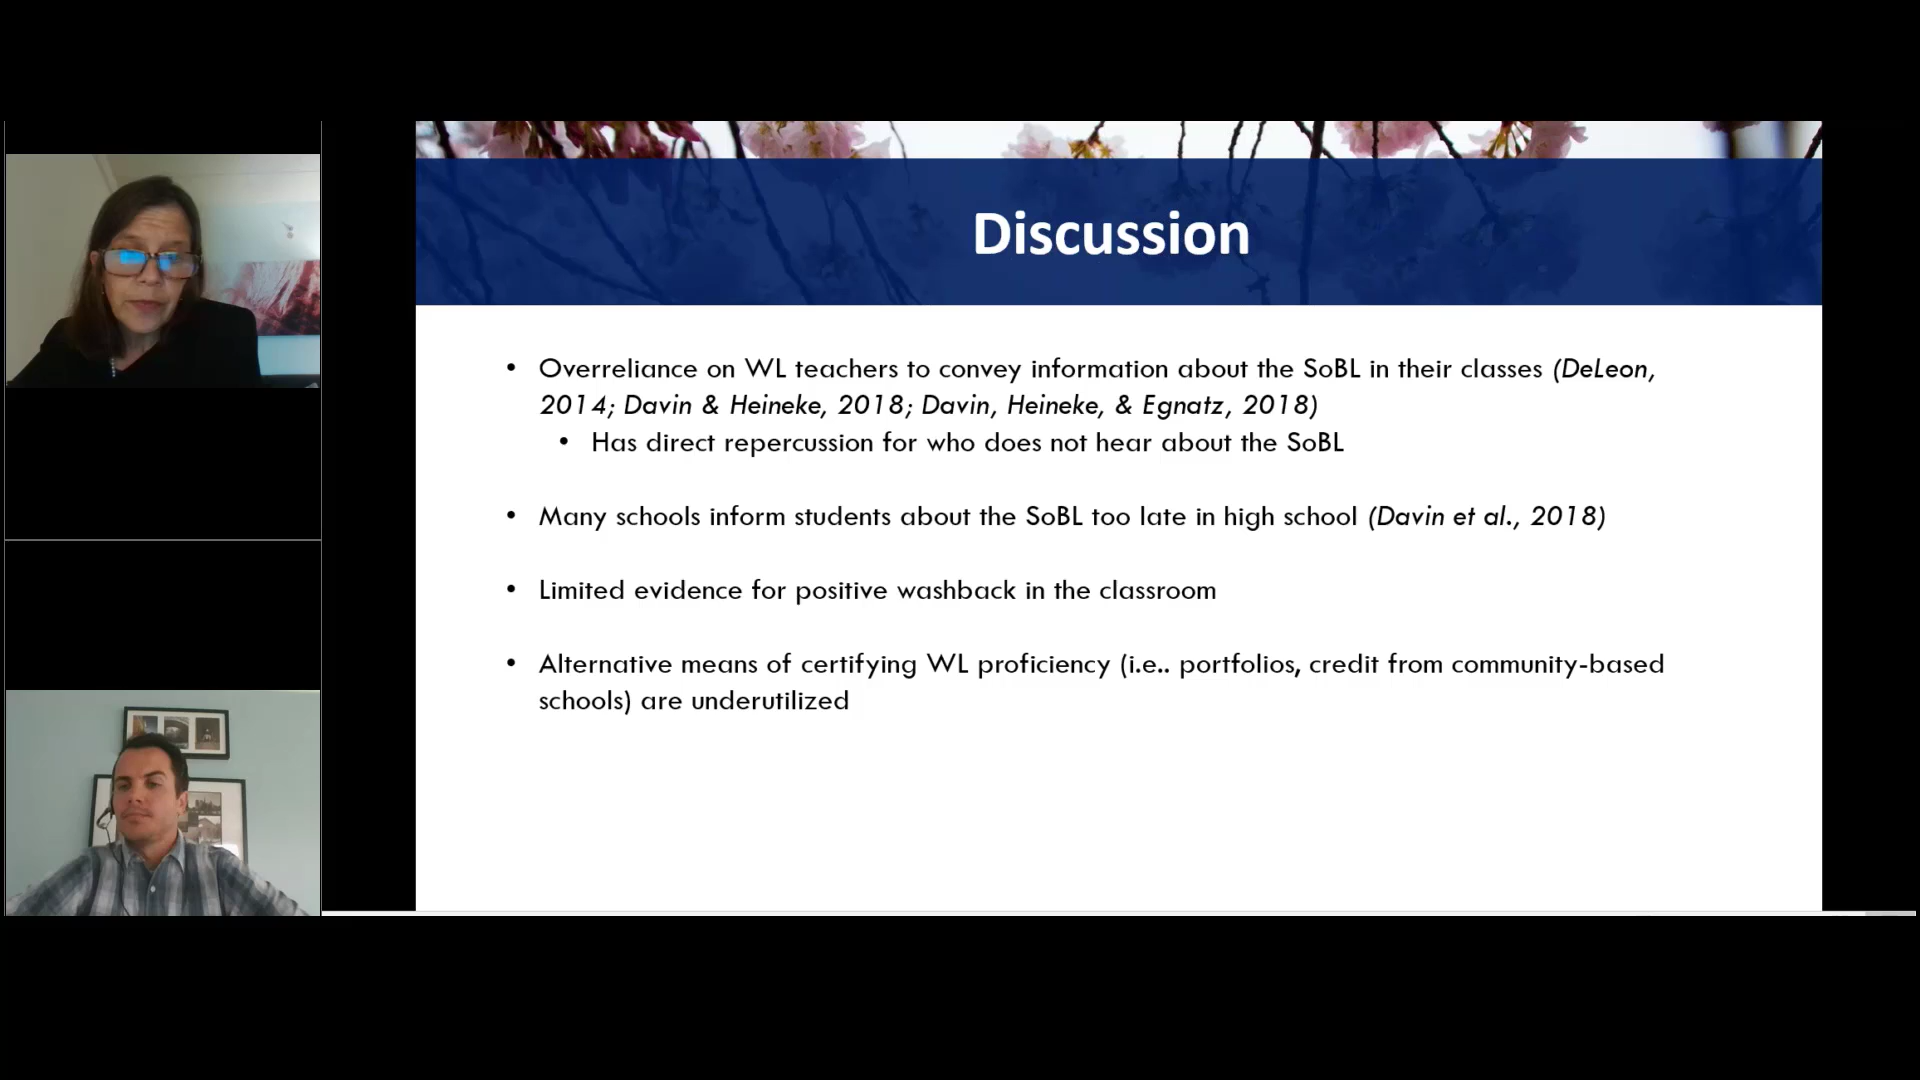 Discussion
• Overreliance on WL teachers to convey information about the SoBL in their classes (DeLeon,
2014; Davin & Heineke, 2018; Davin, Heineke, & Egnatz, 2018)
• Has direct repercussion for who does not hear about the SoBL
• Many schools inform students about the SoBL too late in high school (Davin et al., 2018)
• Limited evidence for positive washback in the classroom
• Alternative means of certifying WL proficiency (i.e.. portfolios, credit from community-based
schools) are underutilized